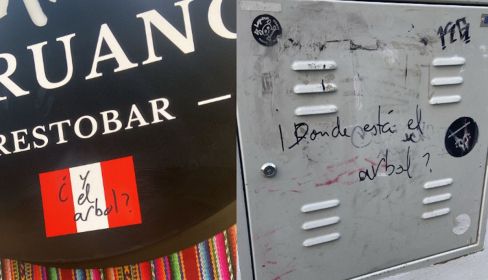 RUANO
RESTOBAR —
¿ y
el
arbol?
¡Donde está el
arbol?